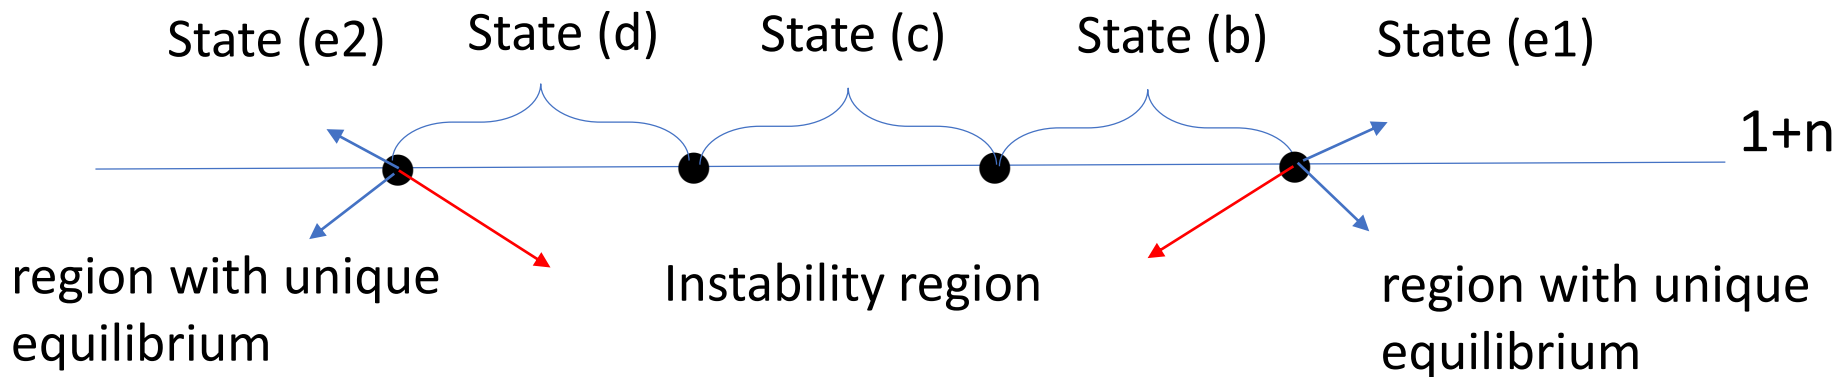 State (e2)
State (d)
State (c)
State (b)
State (e1)
1+n
region with unique
equilibrium
Instability region
region with unique
equilibrium